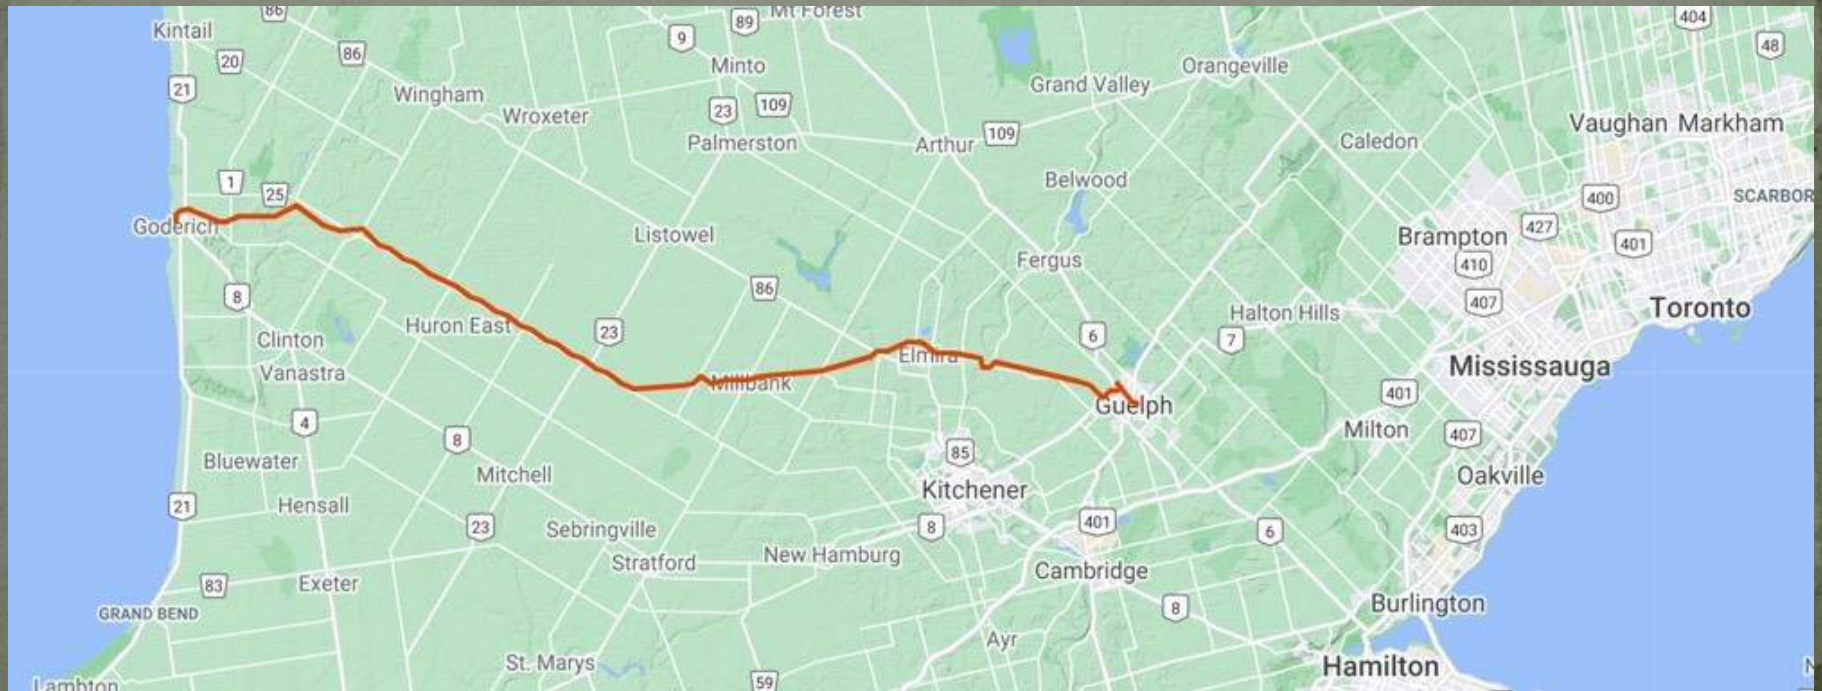 86
Mt Forest
404
Kintail
89
9
48
20
86
Minto
Orangeville
21
Wingham
Grand Valley
Wroxeter
23
109
Vaughan
Markham
Palmerston
Arthur
109
Caledon
1
25
Belwood
400
SCARBOR
Goderich
Listowel
Fergus
Brampton
427
401
410
8
86
407
Toronto
Huron East
23
6
7
Halton Hills
Clinton
Elmira
Mississauga
Vanastra
Millbank
401
Guelph
4
8
Milton
407
Bluewater
Mitchell
85
Oakville
21
Hensall
Kitchener
23
Sebringville
8
401
6
403
Stratford
New Hamburg
Cambridge
83
Exeter
GRAND BEND
8
Burlington
Ayr
St. Marys
Hamilton
Lambton
59
N